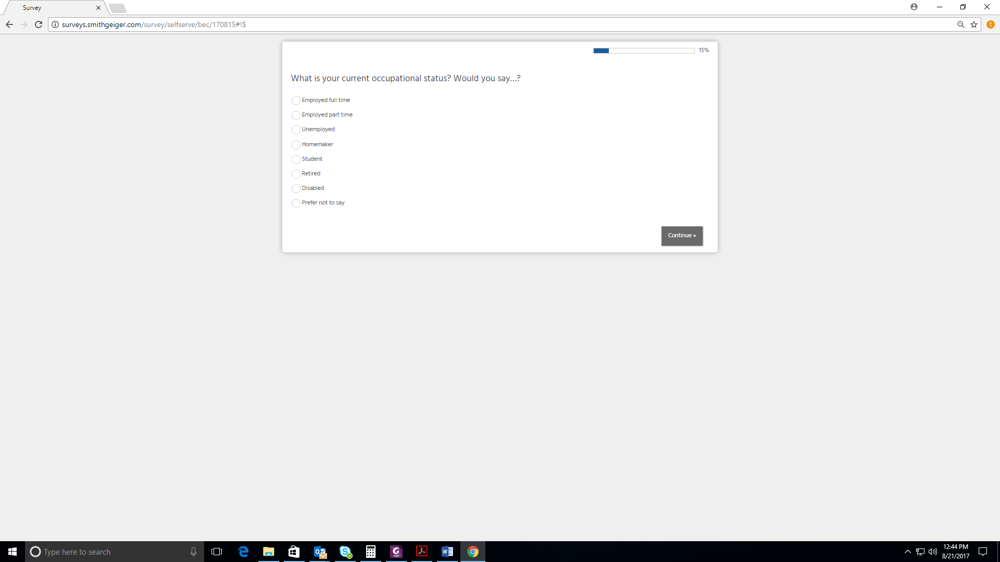 Survey
surveys.smithgeiger.com/survey/selfserve/bec/170815#!$
15%
What is your current occupational status? Would you say...?
Employed full time
Employed part time
Unemployed
Homemaker
Student
Retired
Disabled
Prefer not to say
Continue »
Type here to search
12:44 PM
8/21/2017